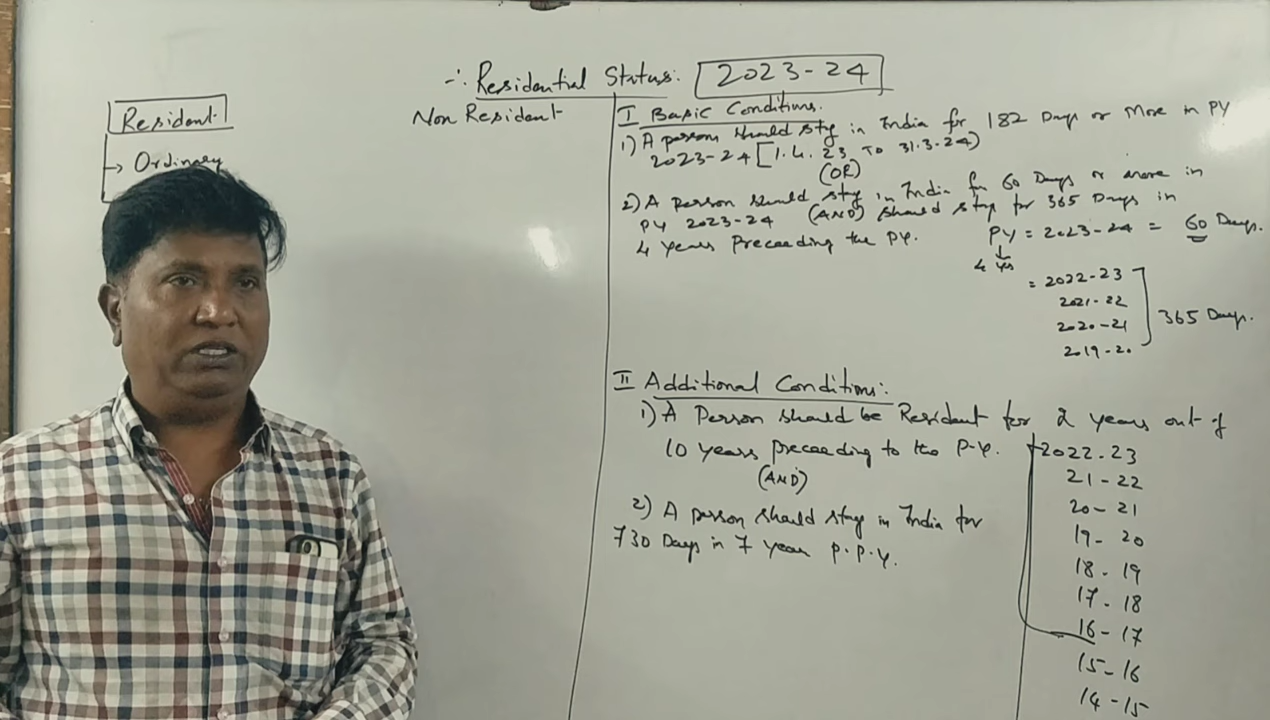 -: Residential Status: 2023-24
Resident
→ Ordinary
Non Resident
I Basic Conditions.
1) A person should stay in India for 182 Days or More in PY
2023-24 [1.4.23 TO 31.3.24)
(OR)
2) A person should stay in India for 60 Days or more in
PY 2023-24 (AND) should stay for 365 Days in
4 years Preceeding the PY.
PY = 2023-24 = 60 Days.
4 yrs
= 2022-23
2021-22
2020-21
2019-20
365 Days.
II Additional Conditions:
1) A Person should be Resident for 2 years out of
10 years preceeding to the P.Y.
(AND)
2) A person should stay in India for
730 Days in 7 year P.P.Y.
2022-23
21-22
20-21
19-20
18-19
17-18
16-17
15-16
14-15